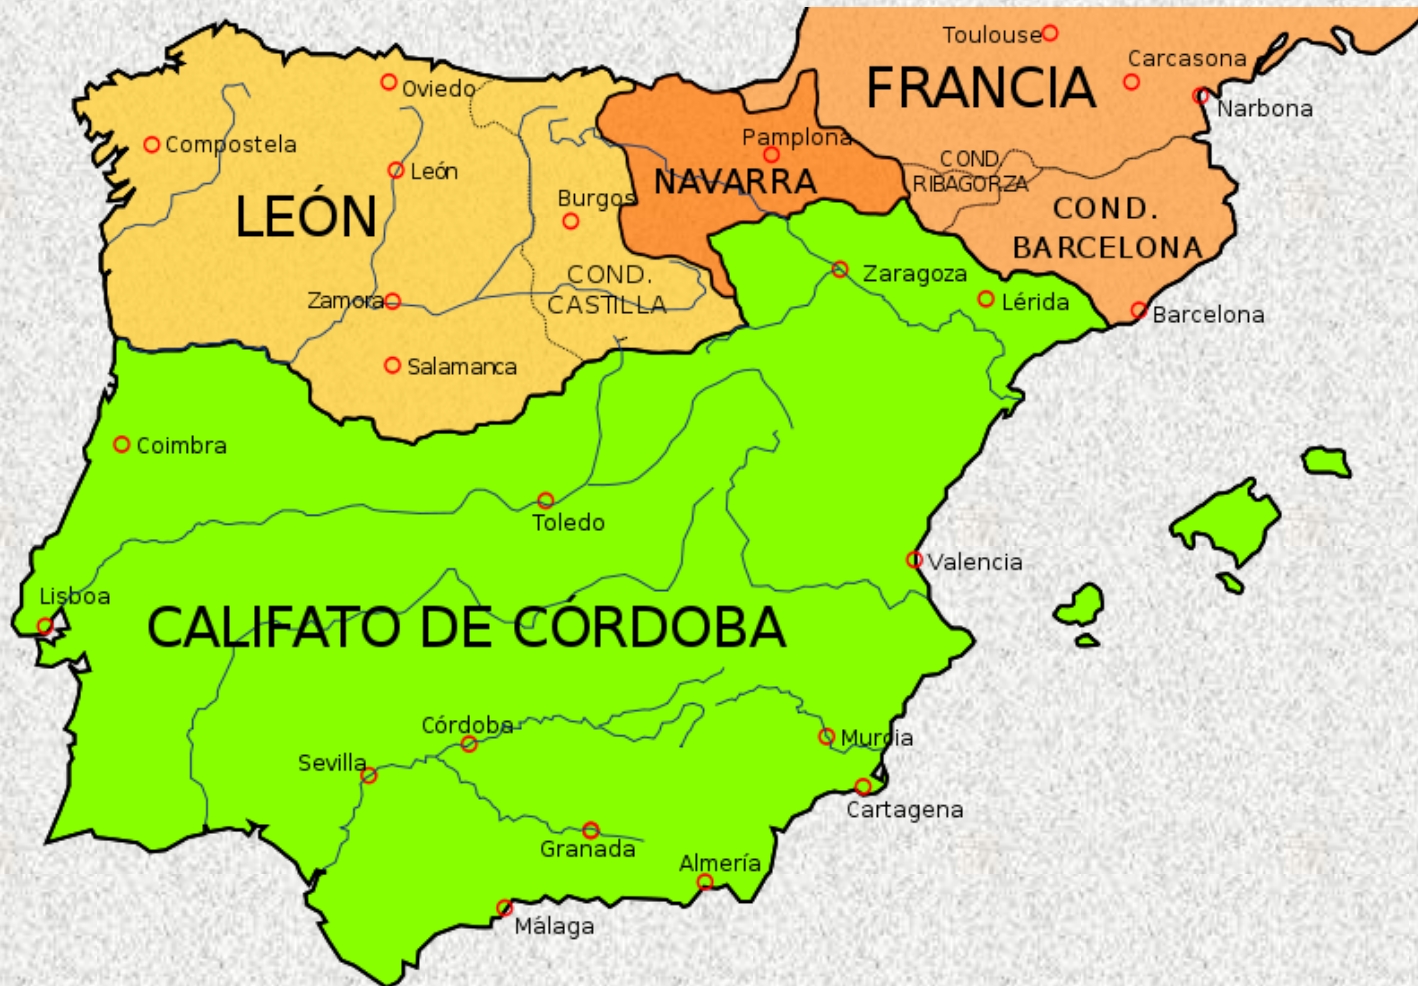 Toulouse
Carcasona
FRANCIA
Oviedo
Narbona
Compostela
Pamplona
León
NAVARRA
COND.
RIBAGORZA
LEÓN
Burgos
COND.
BARCELONA
COND.
CASTILLA
Zaragoza
Zamora
Lérida
Barcelona
Salamanca
Coimbra
Toledo
Valencia
Lisboa
CALIFATO DE CÓRDOBA
Córdoba
Murcia
Sevilla
Cartagena
Granada
Almería
Málaga